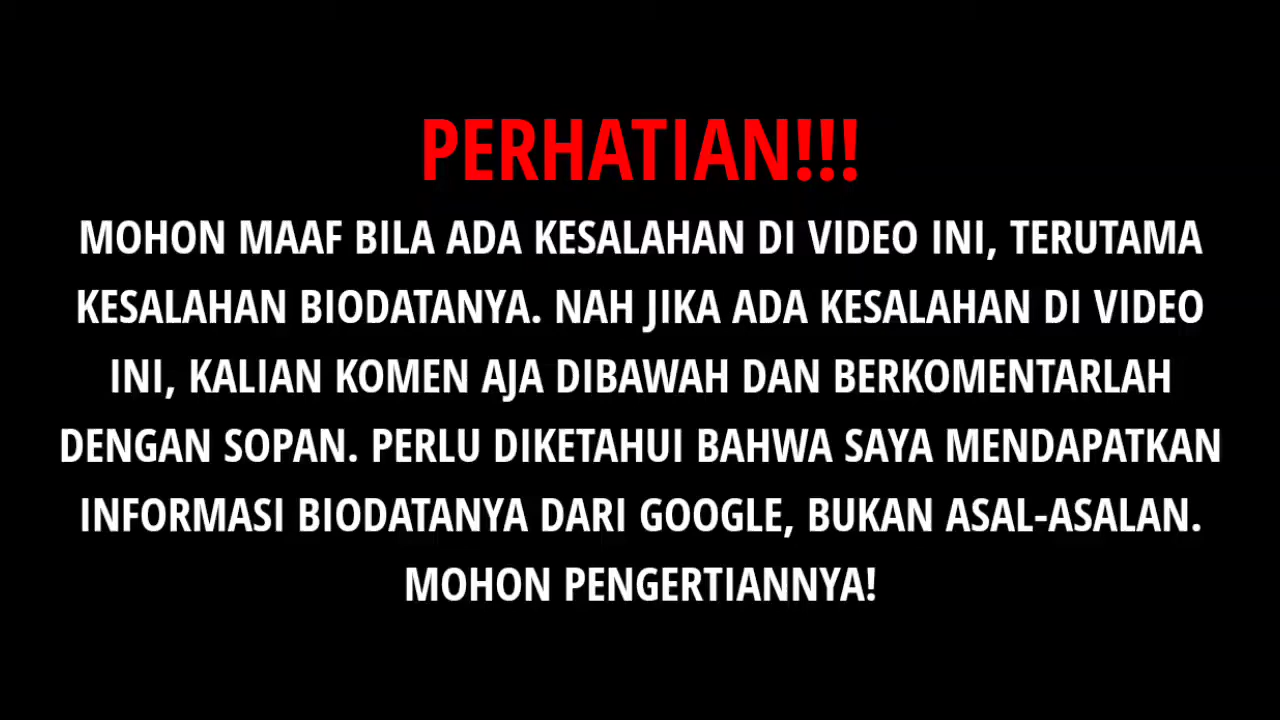 PERHATIAN!!!
MOHON MAAF BILA ADA KESALAHAN DI VIDEO INI, TERUTAMA
KESALAHAN BIODATANYA. NAH JIKA ADA KESALAHAN DI VIDEO
INI, KALIAN KOMEN AJA DIBAWAH DAN BERKOMENTARLAH
DENGAN SOPAN. PERLU DIKETAHUI BAHWA SAYA MENDAPATKAN
INFORMASI BIODATANYA DARI GOOGLE, BUKAN ASAL-ASALAN.
MOHON PENGERTIANNYA!